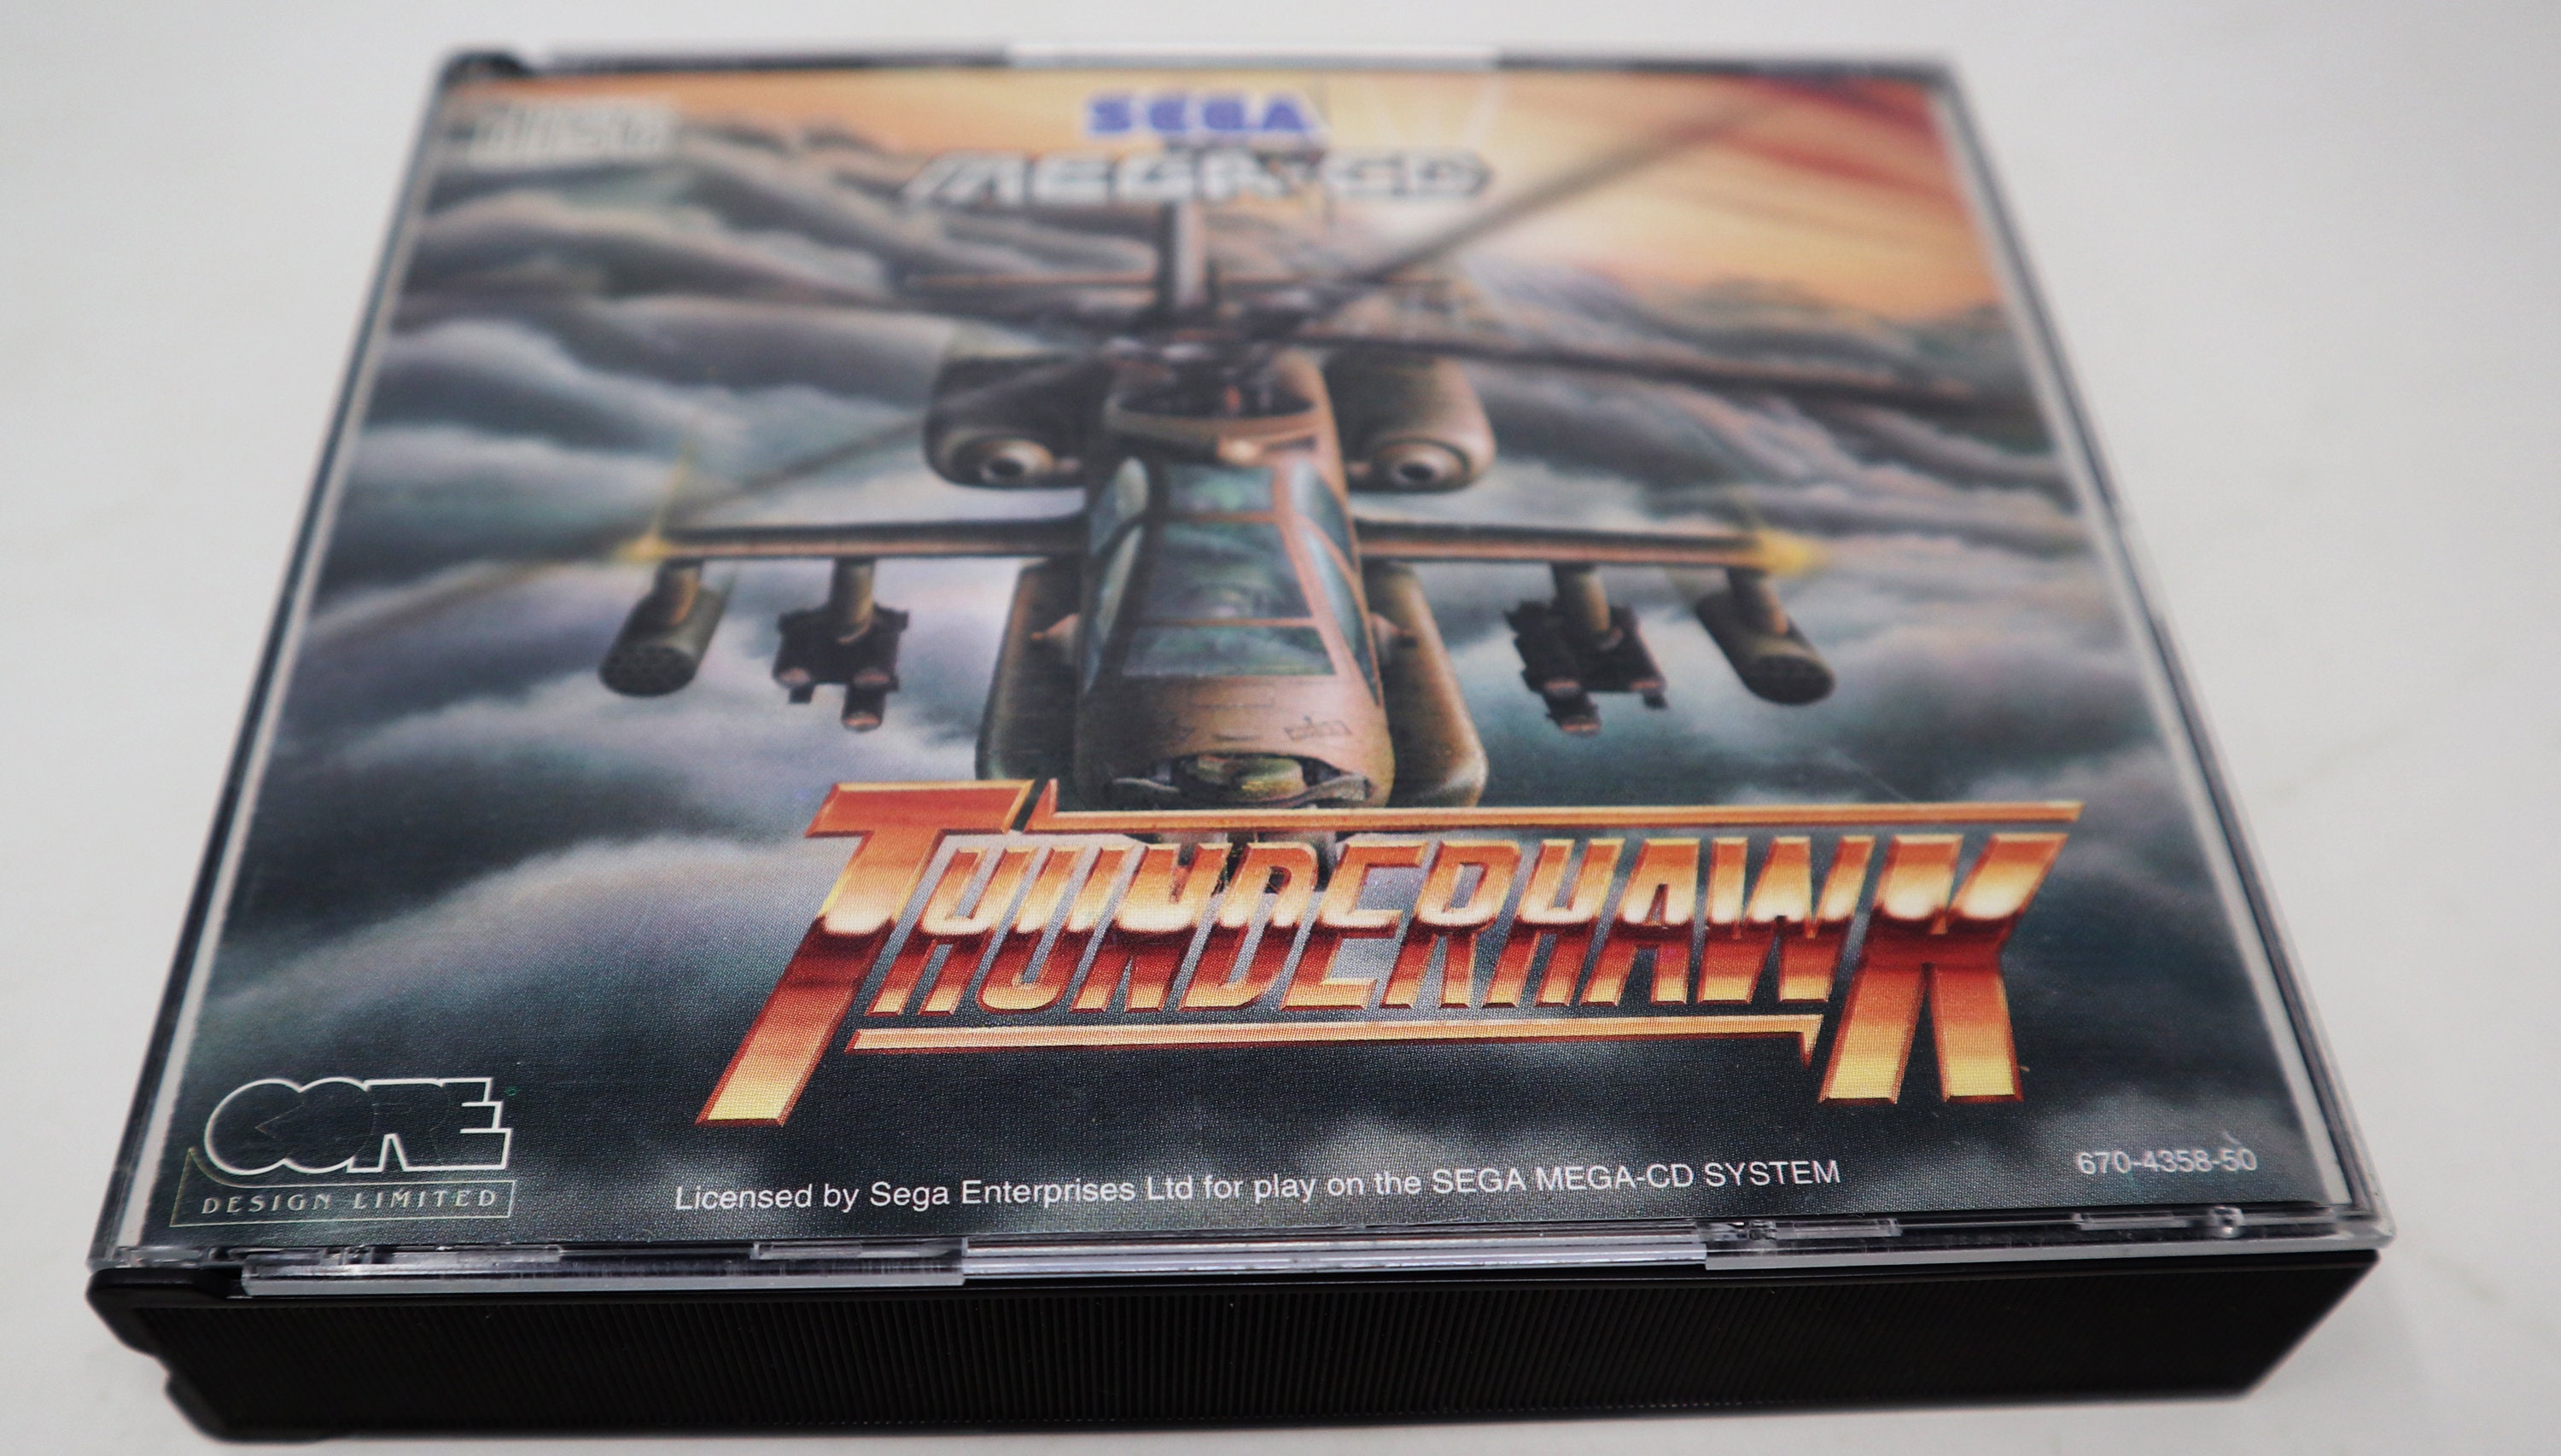 SEGA
MEGA-CD
THUNDERHAWK
CORE
DESIGN LIMITED
Licensed by Sega Enterprises Ltd for play on the SEGA MEGA-CD SYSTEM
670-4358-50